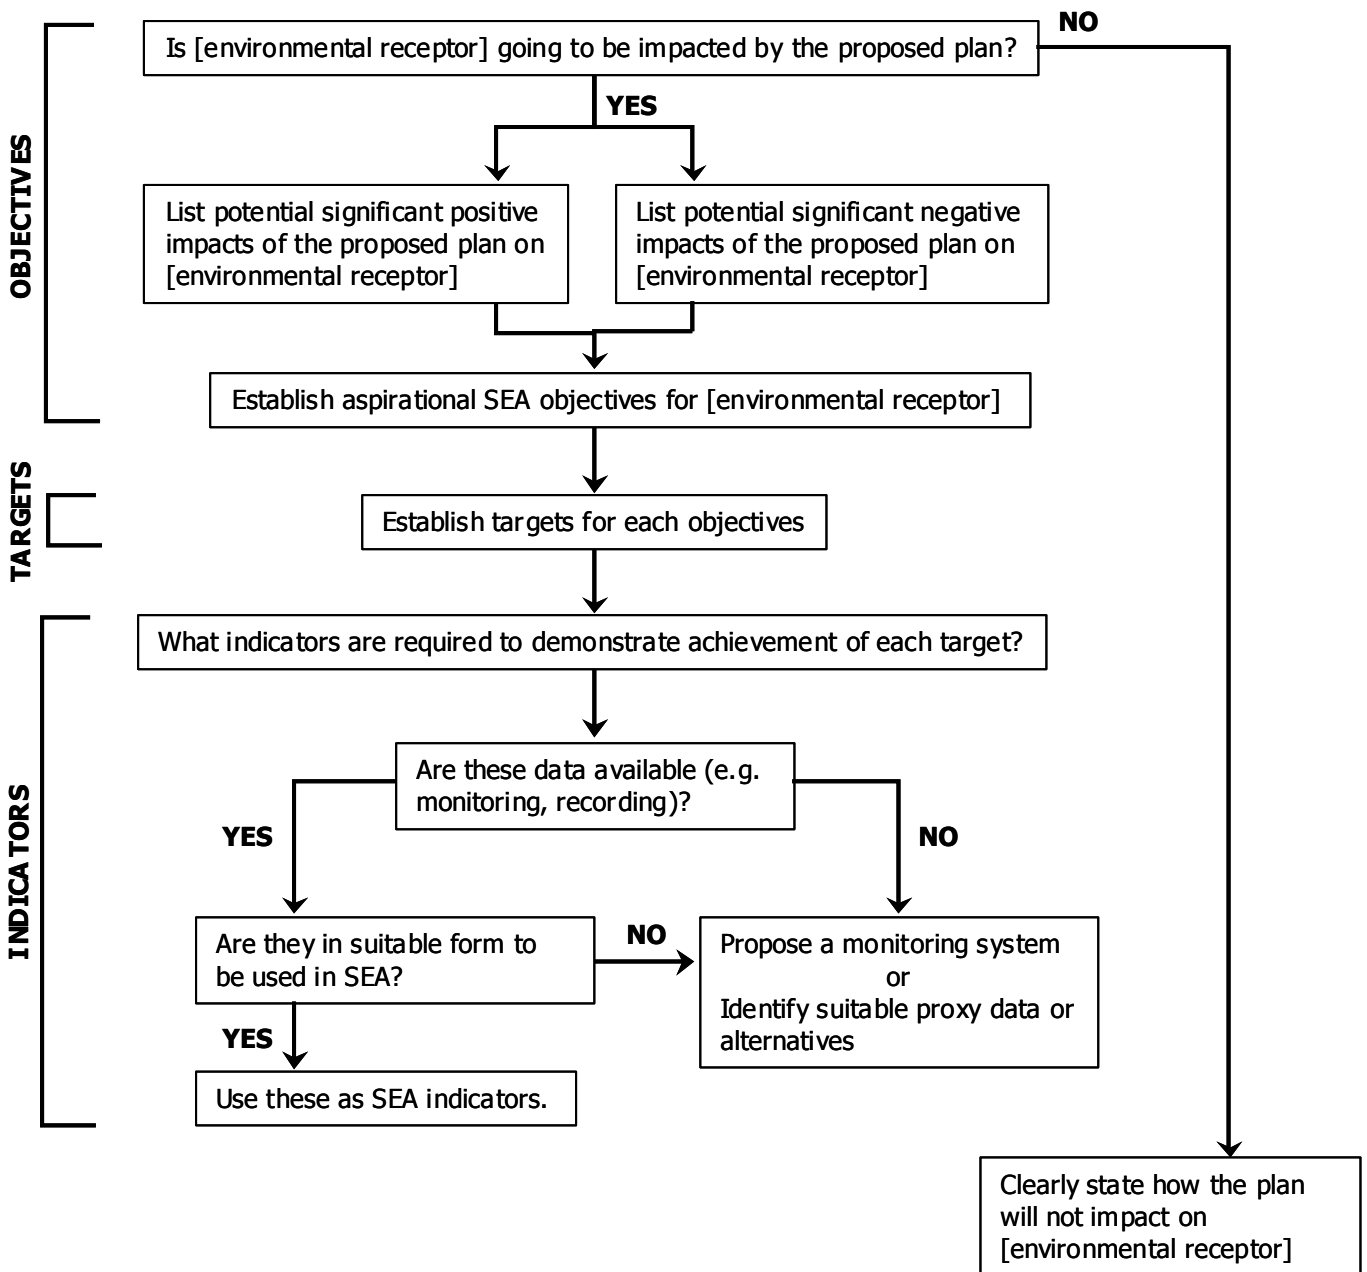 NO
Is [environmental receptor] going to be impacted by the proposed plan?
YES
OBJECTIVES
List potential significant positive
impacts of the proposed plan on
[environmental receptor]
List potential significant negative
impacts of the proposed plan on
[environmental receptor]
Establish aspirational SEA objectives for [environmental receptor]
TARGETS
Establish targets for each objectives
What indicators are required to demonstrate achievement of each target?
INDICATORS
Are these data available (e.g.
monitoring, recording)?
YES
NO
Are they in suitable form to
be used in SEA?
NO
Propose a monitoring system
or
Identify suitable proxy data or
alternatives
YES
Use these as SEA indicators.
Clearly state how the plan
will not impact on
[environmental receptor]